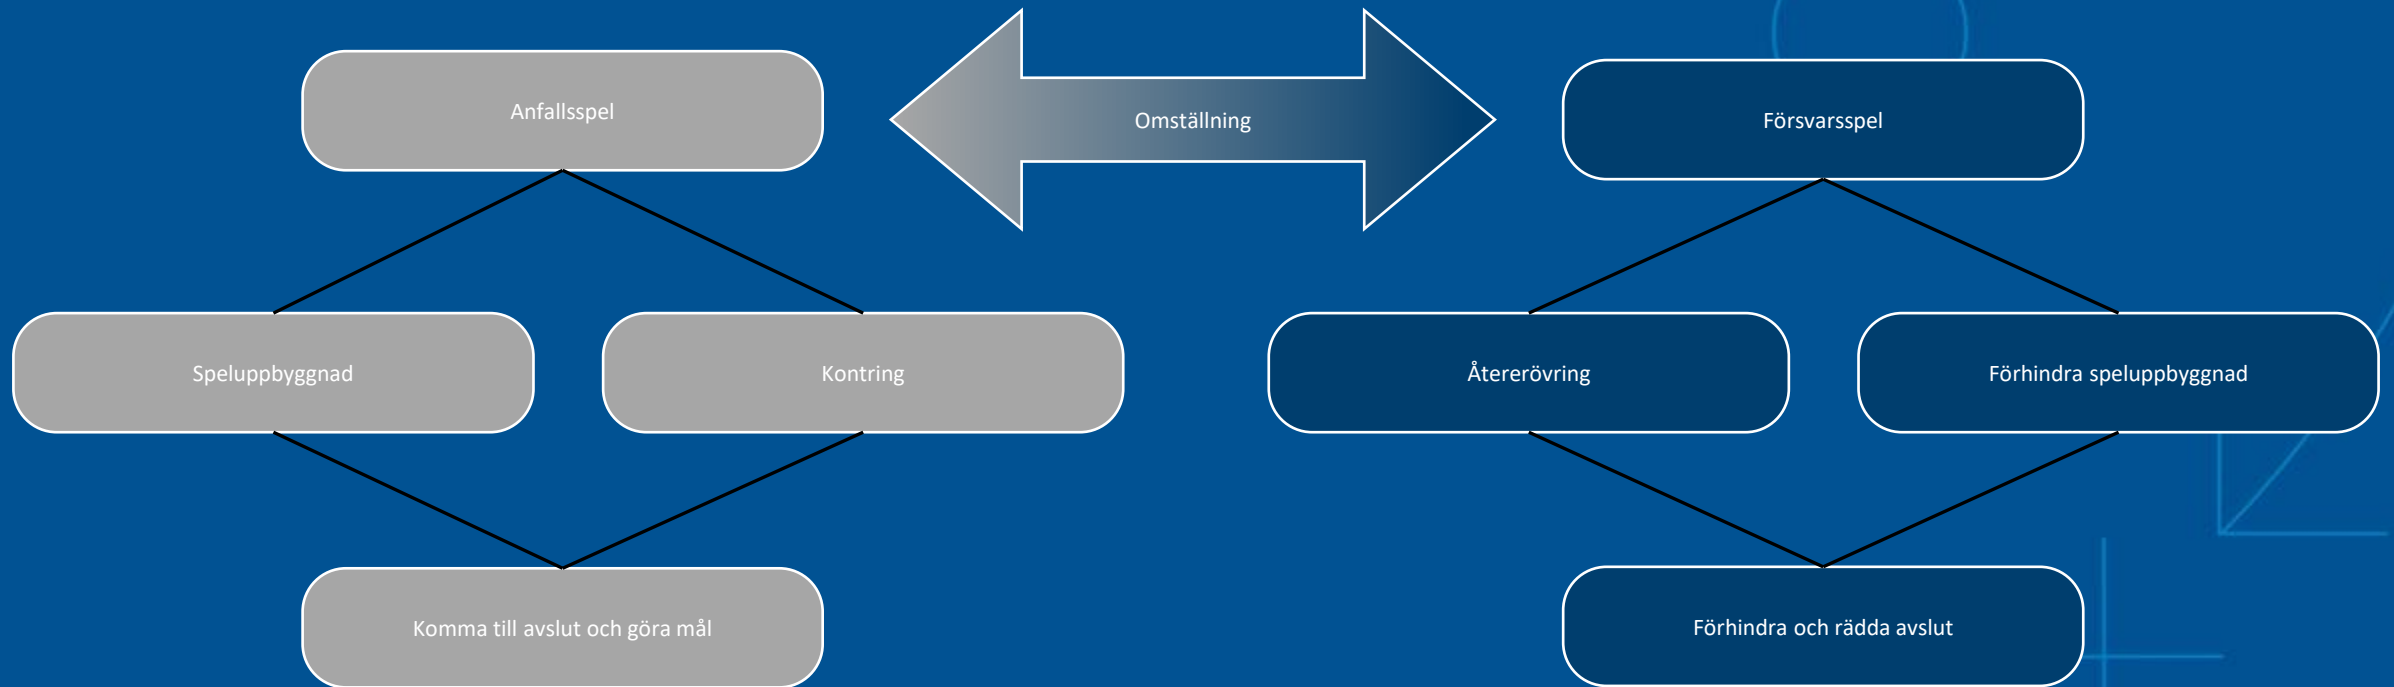 Anfallsspel
Omställning
Försvarsspel
Speluppbyggnad
Kontring
Återerövring
Förhindra speluppbyggnad
Komma till avslut och göra mål
Förhindra och rädda avslut